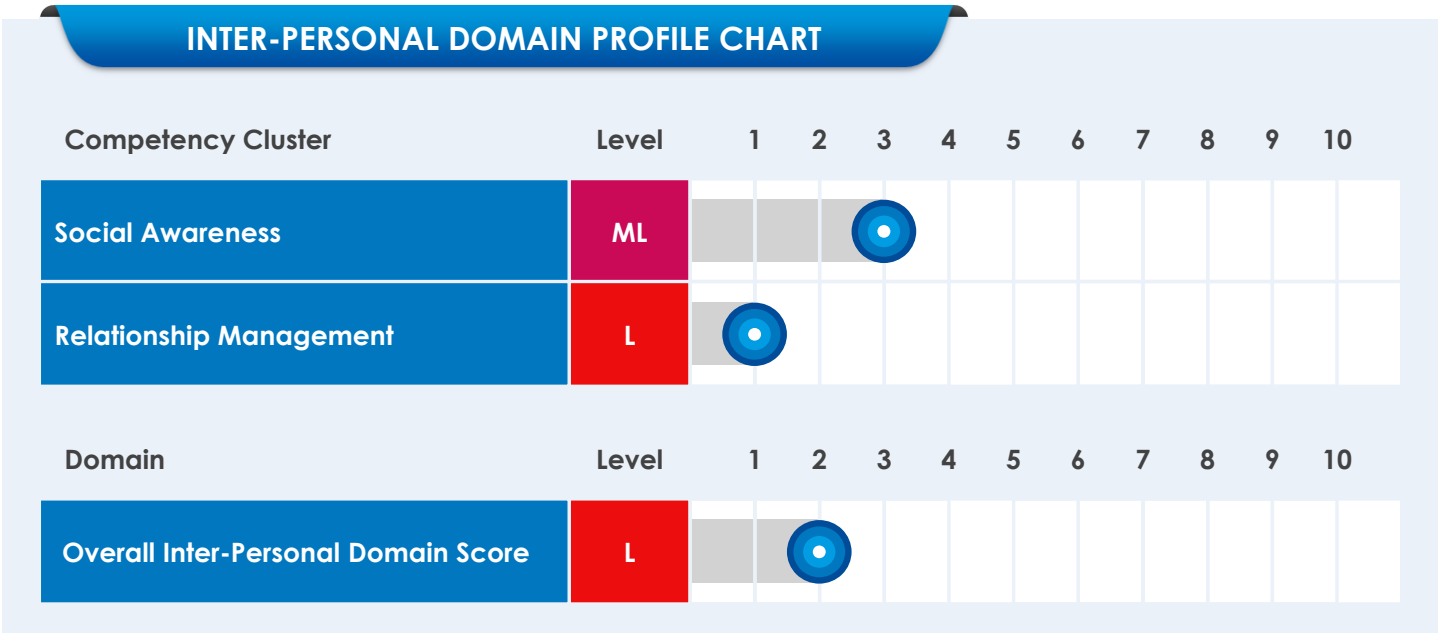 INTER-PERSONAL DOMAIN PROFILE CHART
Competency Cluster Level 1 2 3 4 5 6 7 8 9 10
Social Awareness ML
Relationship Management L
Domain Level 1 2 3 4 5 6 7 8 9 10
Overall Inter-Personal Domain Score L